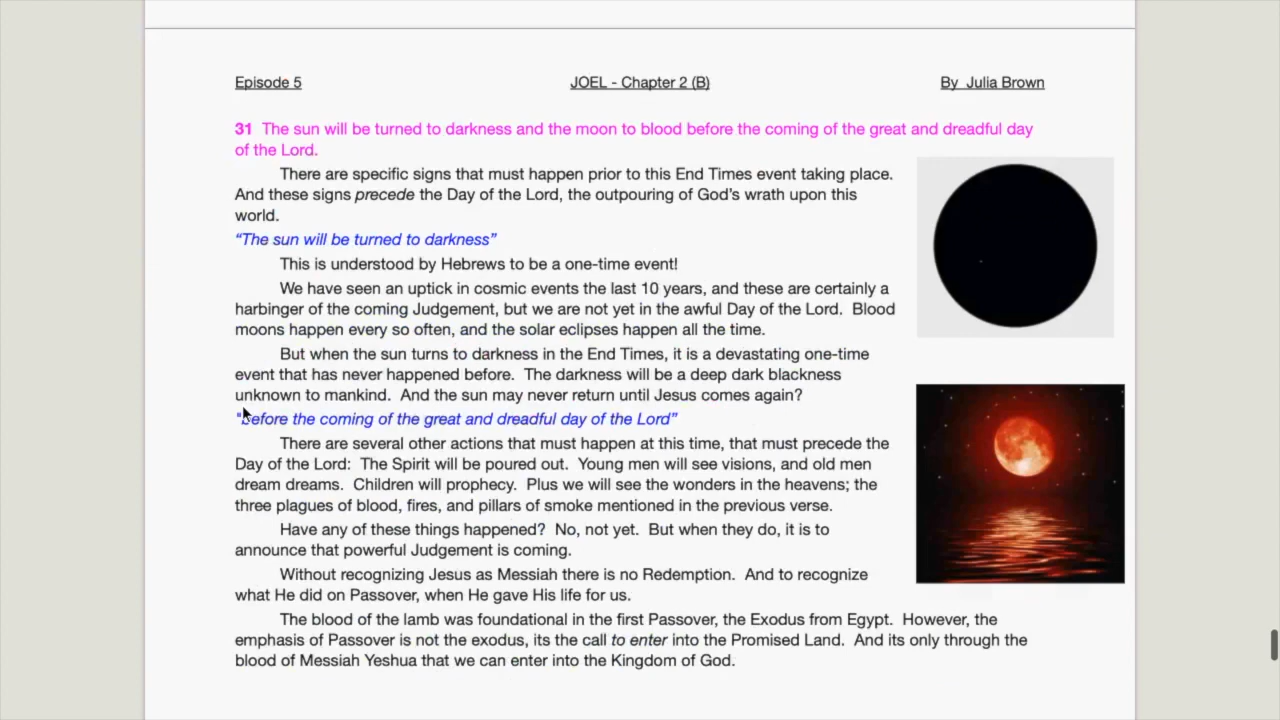 Episode 5 JOEL - Chapter 2 (B) By Julia Brown
31 The sun will be turned to darkness and the moon to blood before the coming of the great and dreadful day
of the Lord.
There are specific signs that must happen prior to this End Times event taking place.
And these signs precede the Day of the Lord, the outpouring of God's wrath upon this
world.
"The sun will be turned to darkness"
This is understood by Hebrews to be a one-time event!
We have seen an uptick in cosmic events the last 10 years, and these are certainly a
harbinger of the coming Judgement, but we are not yet in the awful Day of the Lord. Blood
moons happen every so often, and the solar eclipses happen all the time.
But when the sun turns to darkness in the End Times, it is a devastating one-time
event that has never happened before. The darkness will be a deep dark blackness
unknown to mankind. And the sun may never return until Jesus comes again?
"before the coming of the great and dreadful day of the Lord"
There are several other actions that must happen at this time, that must precede the
Day of the Lord: The Spirit will be poured out. Young men will see visions, and old men
dream dreams. Children will prophecy. Plus we will see the wonders in the heavens; the
three plagues of blood, fires, and pillars of smoke mentioned in the previous verse.
Have any of these things happened? No, not yet. But when they do, it is to
announce that powerful Judgement is coming.
Without recognizing Jesus as Messiah there is no Redemption. And to recognize
what He did on Passover, when He gave His life for us.
The blood of the lamb was foundational in the first Passover, the Exodus from Egypt. However, the
emphasis of Passover is not the exodus, its the call to enter into the Promised Land. And its only through the
blood of Messiah Yeshua that we can enter into the Kingdom of God.